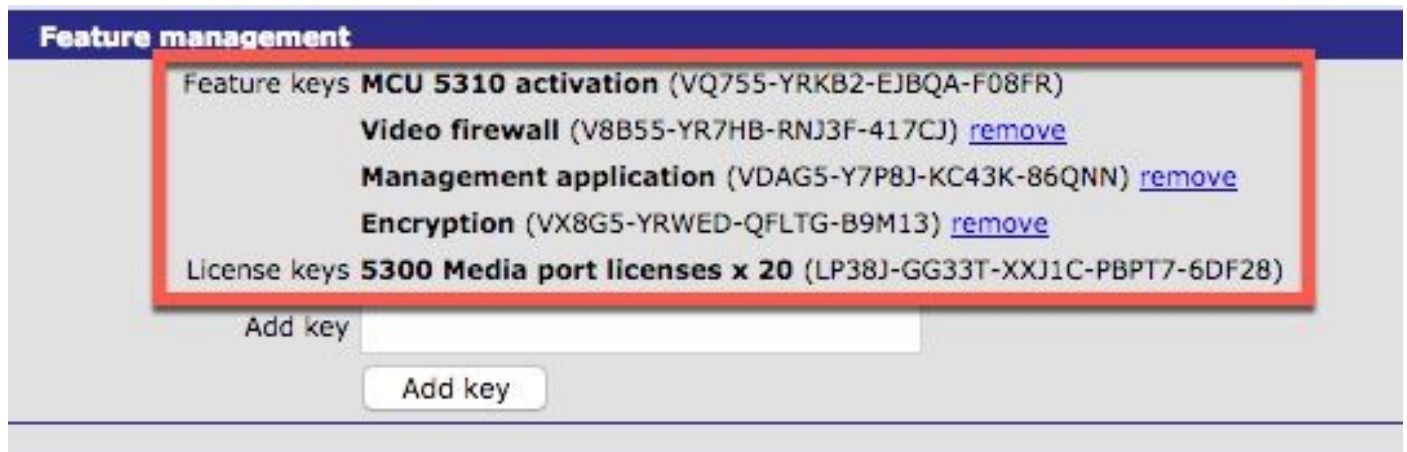 Feature management
Feature keys MCU 5310 activation (VQ755-YRKB2-EJBQA-F08FR)
Video firewall (V8B55-YR7HB-RNJ3F-417CJ) remove
Management application (VDAG5-Y7P8J-KC43K-86QNN) remove
Encryption (VX8G5-YRWED-QFLTG-B9M13) remove
License keys 5300 Media port licenses x 20 (LP38J-GG33T-XXJ1C-PBPT7-6DF28)
Add key
Add key